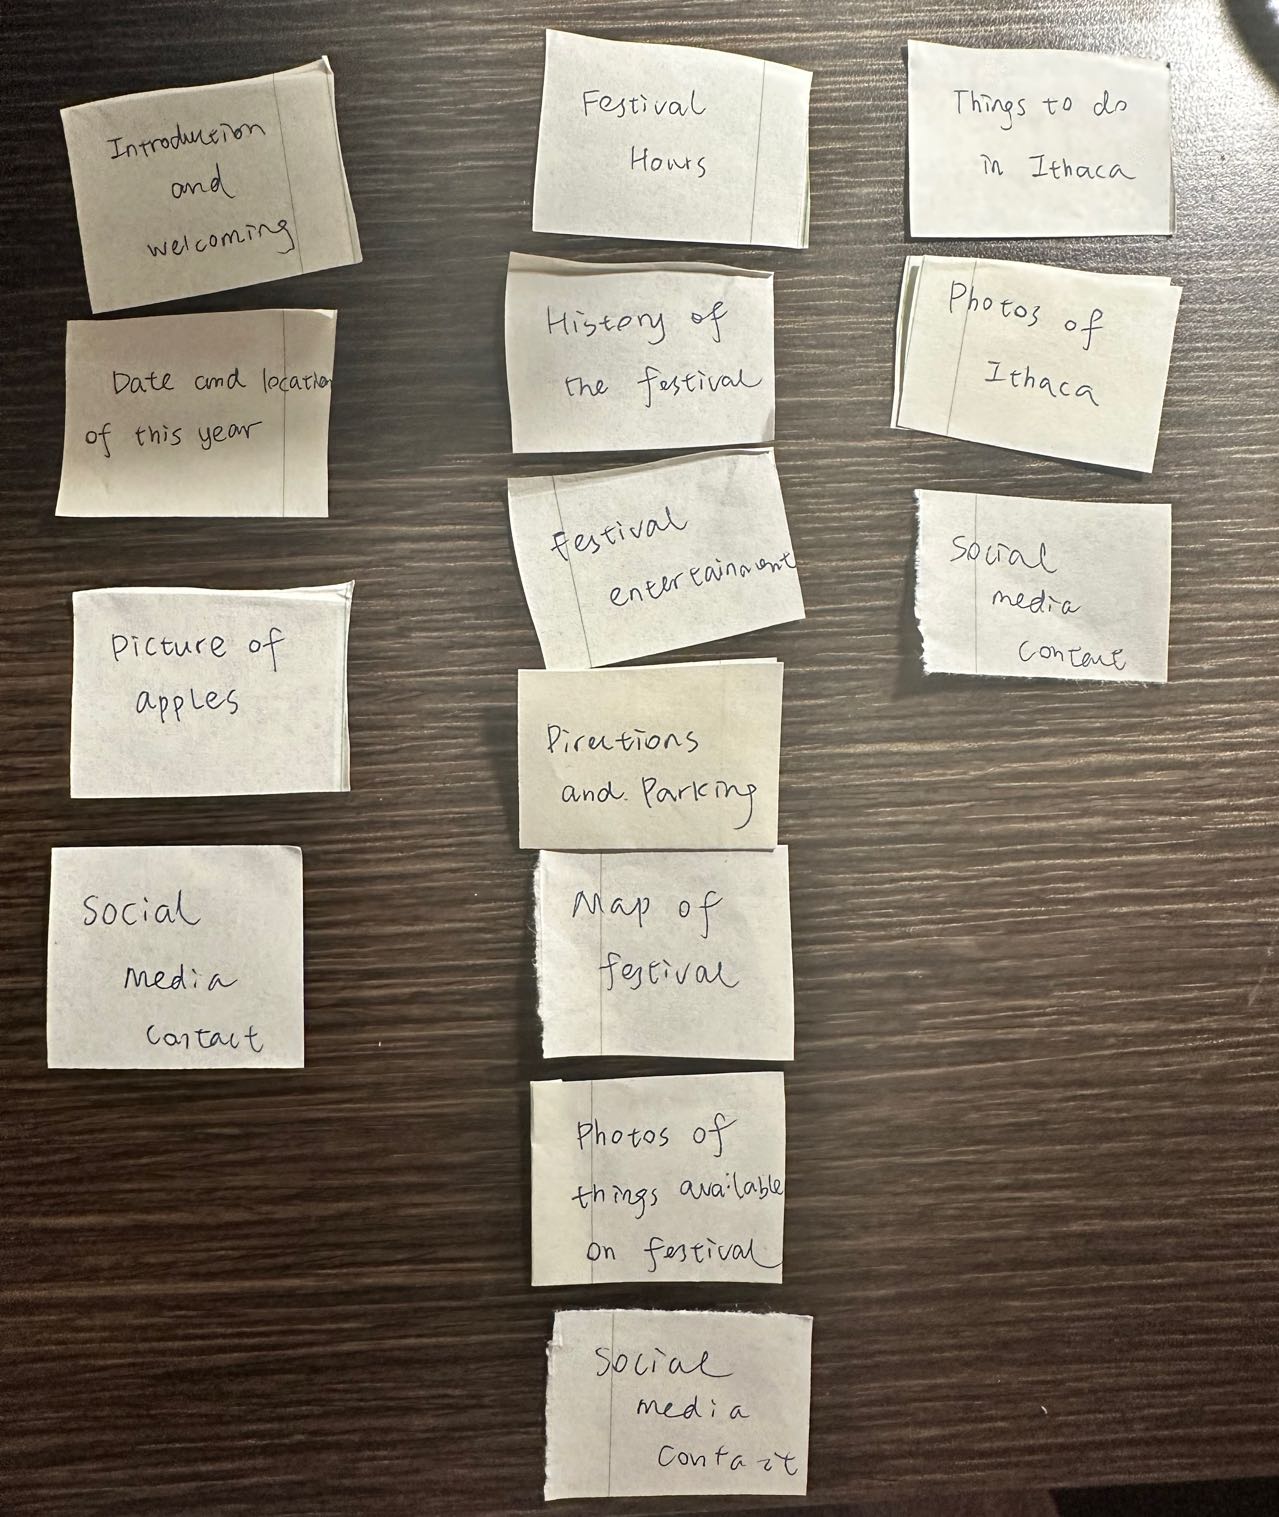 Introduction
and
welcoming
Date and location
of this year
Picture of
apples
Social
Media
Contact
Festival
Hours
History of
the festival
Festival
entertainment
Directions
and Parking
Map of
festival
Photos of
things available
on festival
Social
media
Contact
Things to do
in Ithaca
Photos of
Ithaca
Social
media
Contact